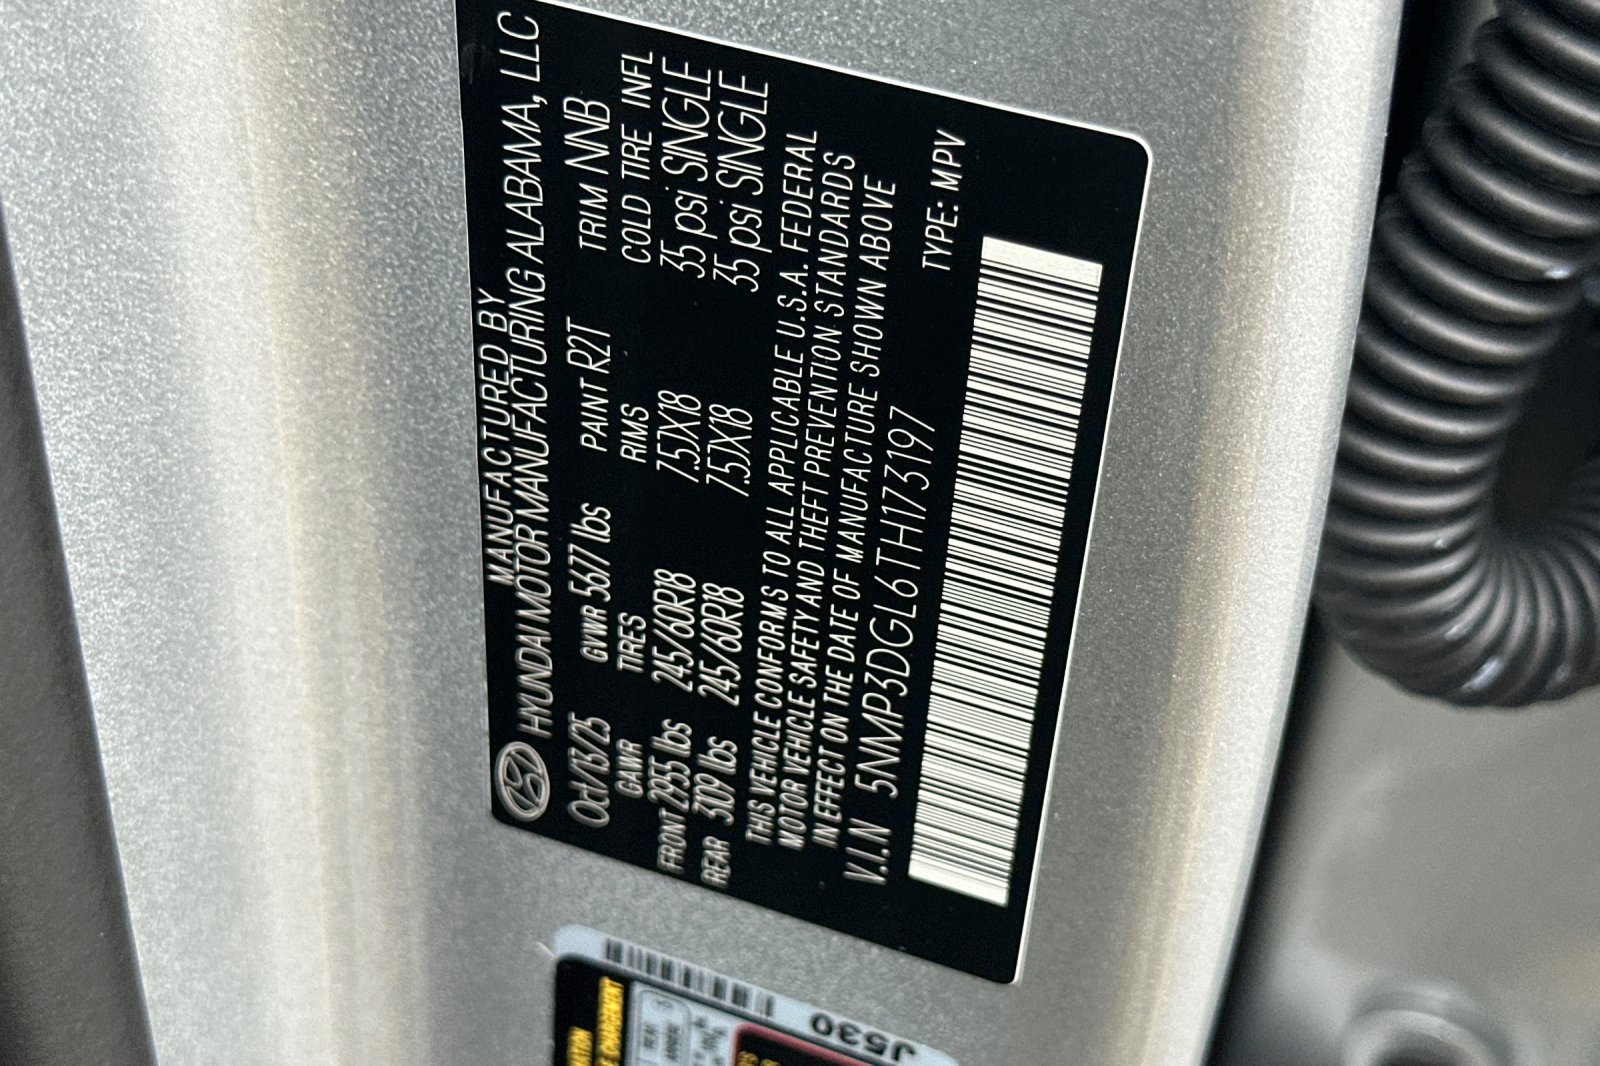 MANUFACTURED BY
HYUNDAI MOTOR MANUFACTURING ALABAMA, LLC
Oct/13/25 GVWR 5677 lbs PAINT R2T TRIM NNB
GAWR TIRES RIMS COLD TIRE INFL
FRONT 2955 lbs 245/60R18 7.5JX18 35 psi SINGLE
REAR 3109 lbs 245/60R18 7.5JX18 35 psi SINGLE
THIS VEHICLE CONFORMS TO ALL APPLICABLE U.S.A. FEDERAL
MOTOR VEHICLE SAFETY AND THEFT PREVENTION STANDARDS
IN EFFECT ON THE DATE OF MANUFACTURE SHOWN ABOVE
V.I.N 5NMP3DGL6TH173197 TYPE: MPV
J530